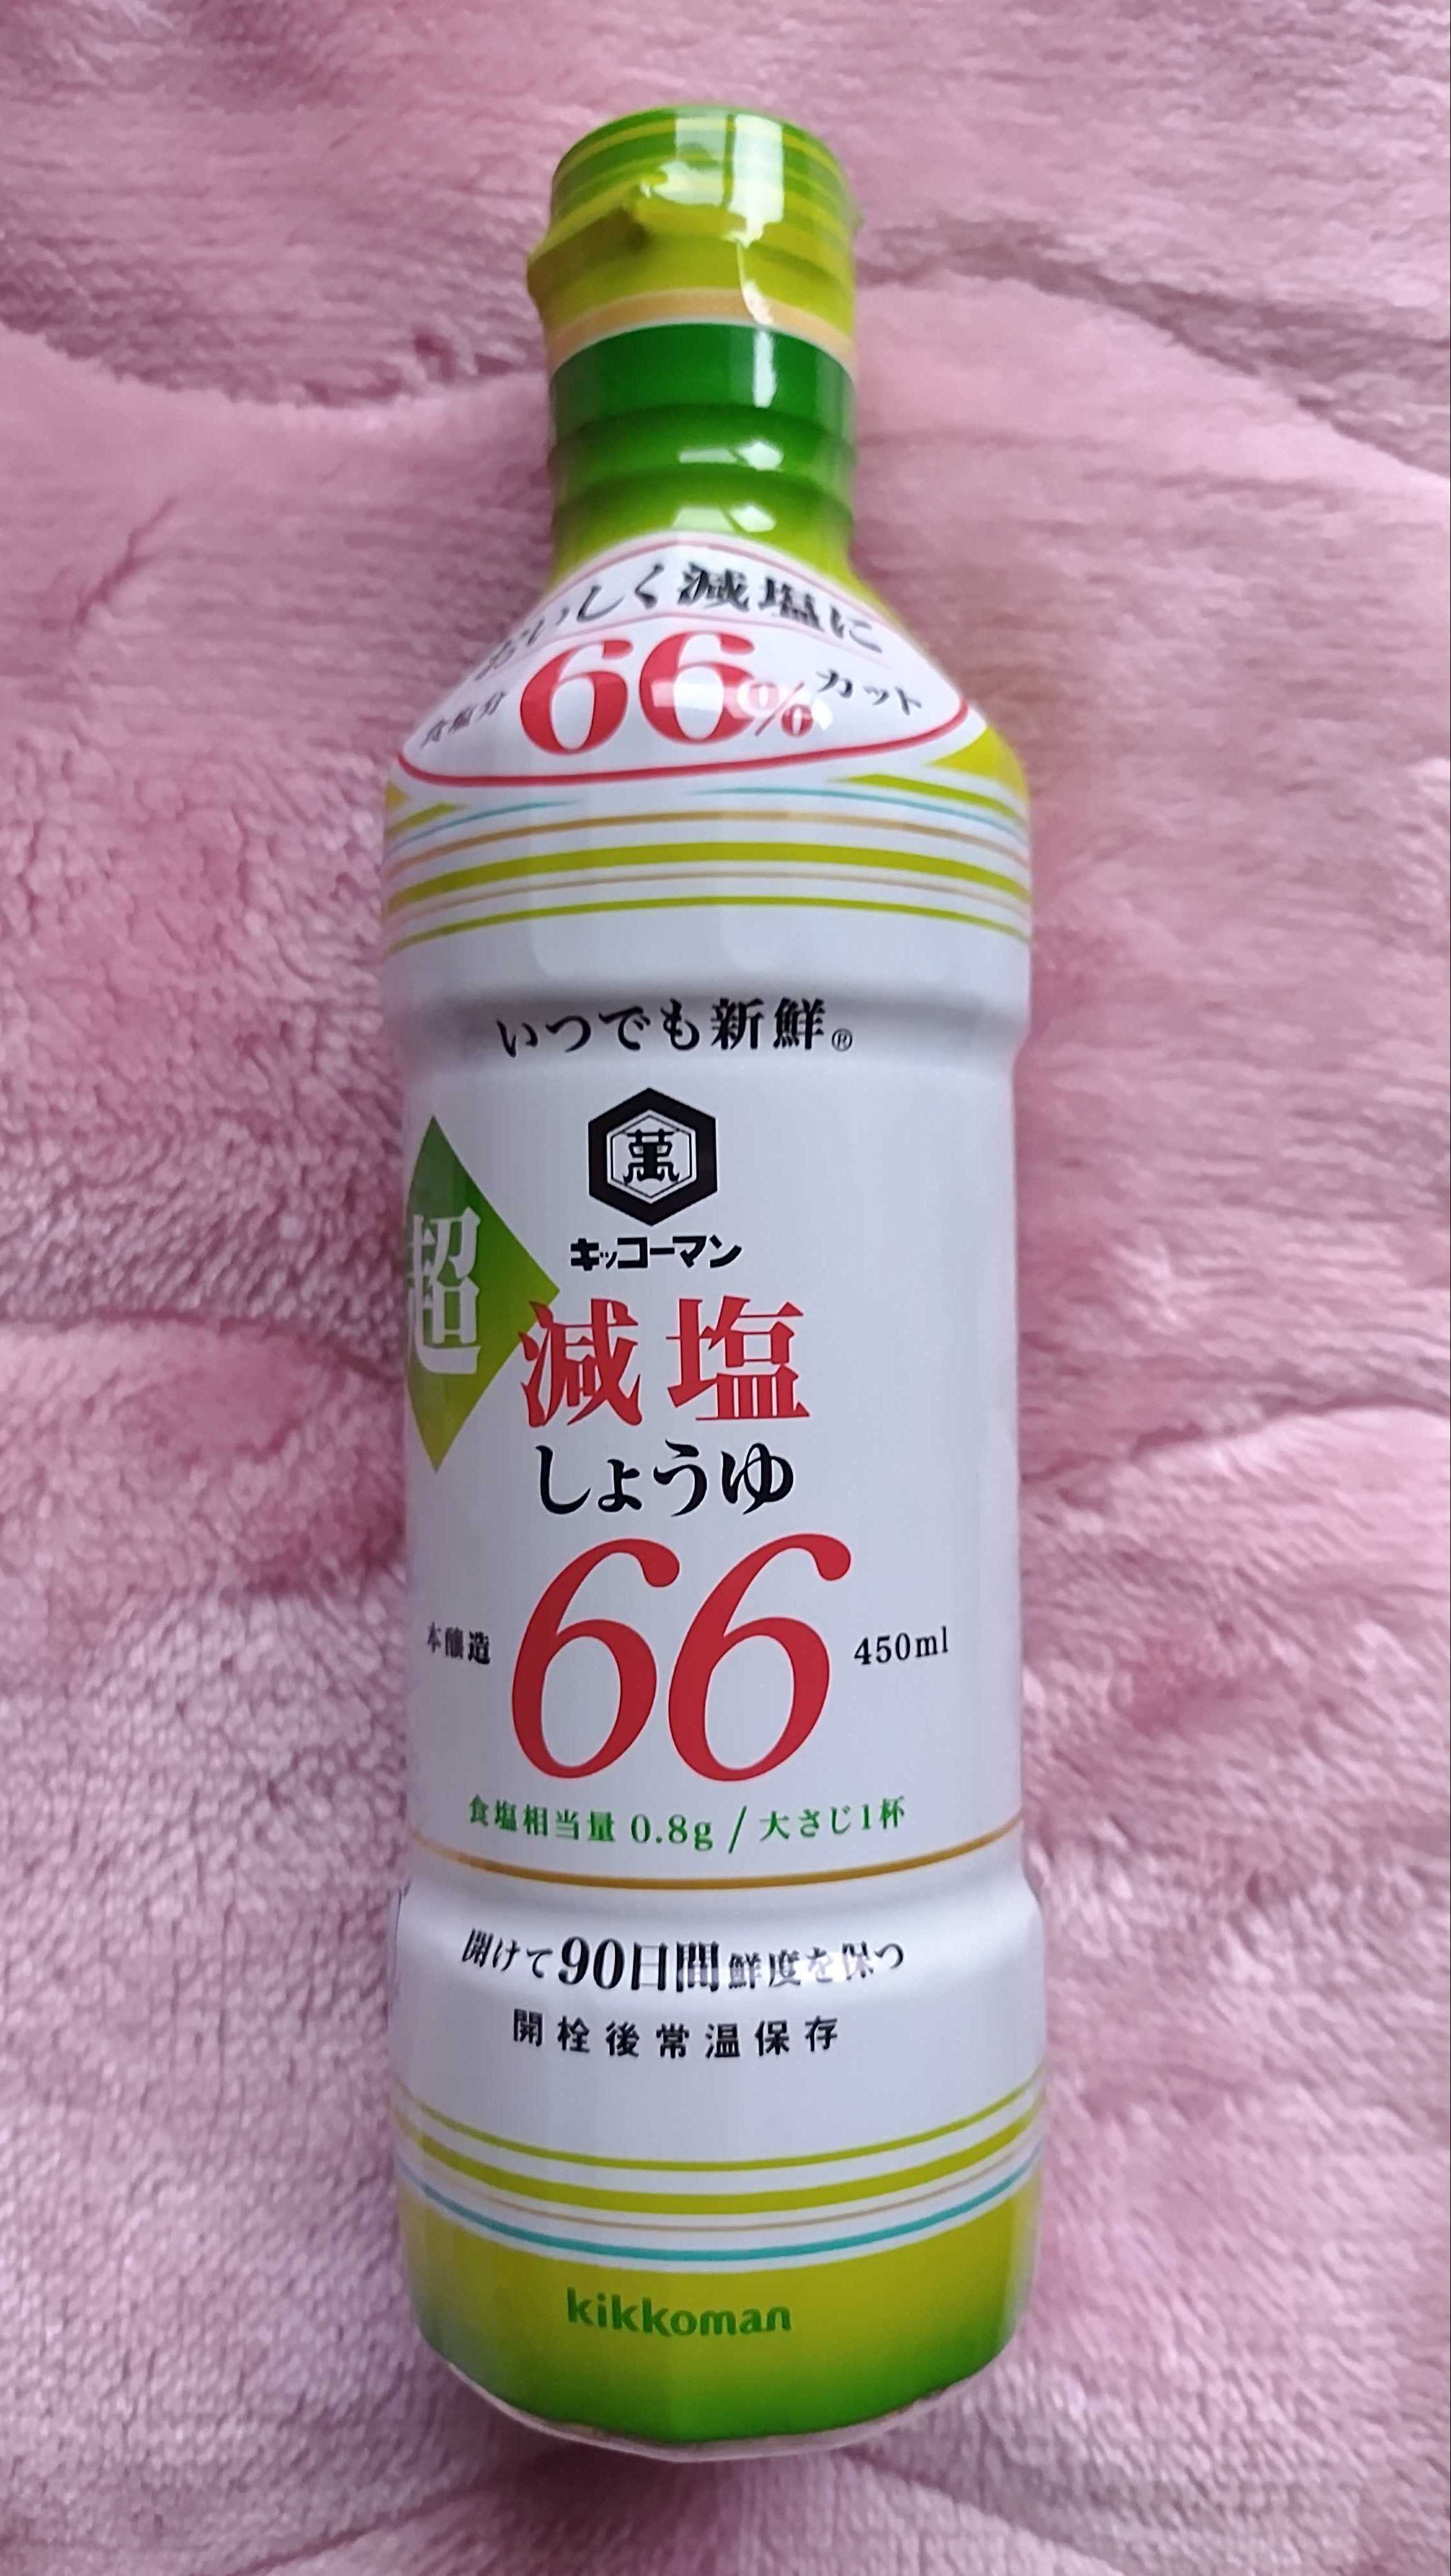 おいしく減塩に
食塩分66%カット
いつでも新鮮®
萬
キッコーマン
超
減塩
しょうゆ
66
本醸造
450ml
食塩相当量 0.8g / 大さじ1杯
開けて90日間鮮度を保つ
開栓後常温保存
kikkoman